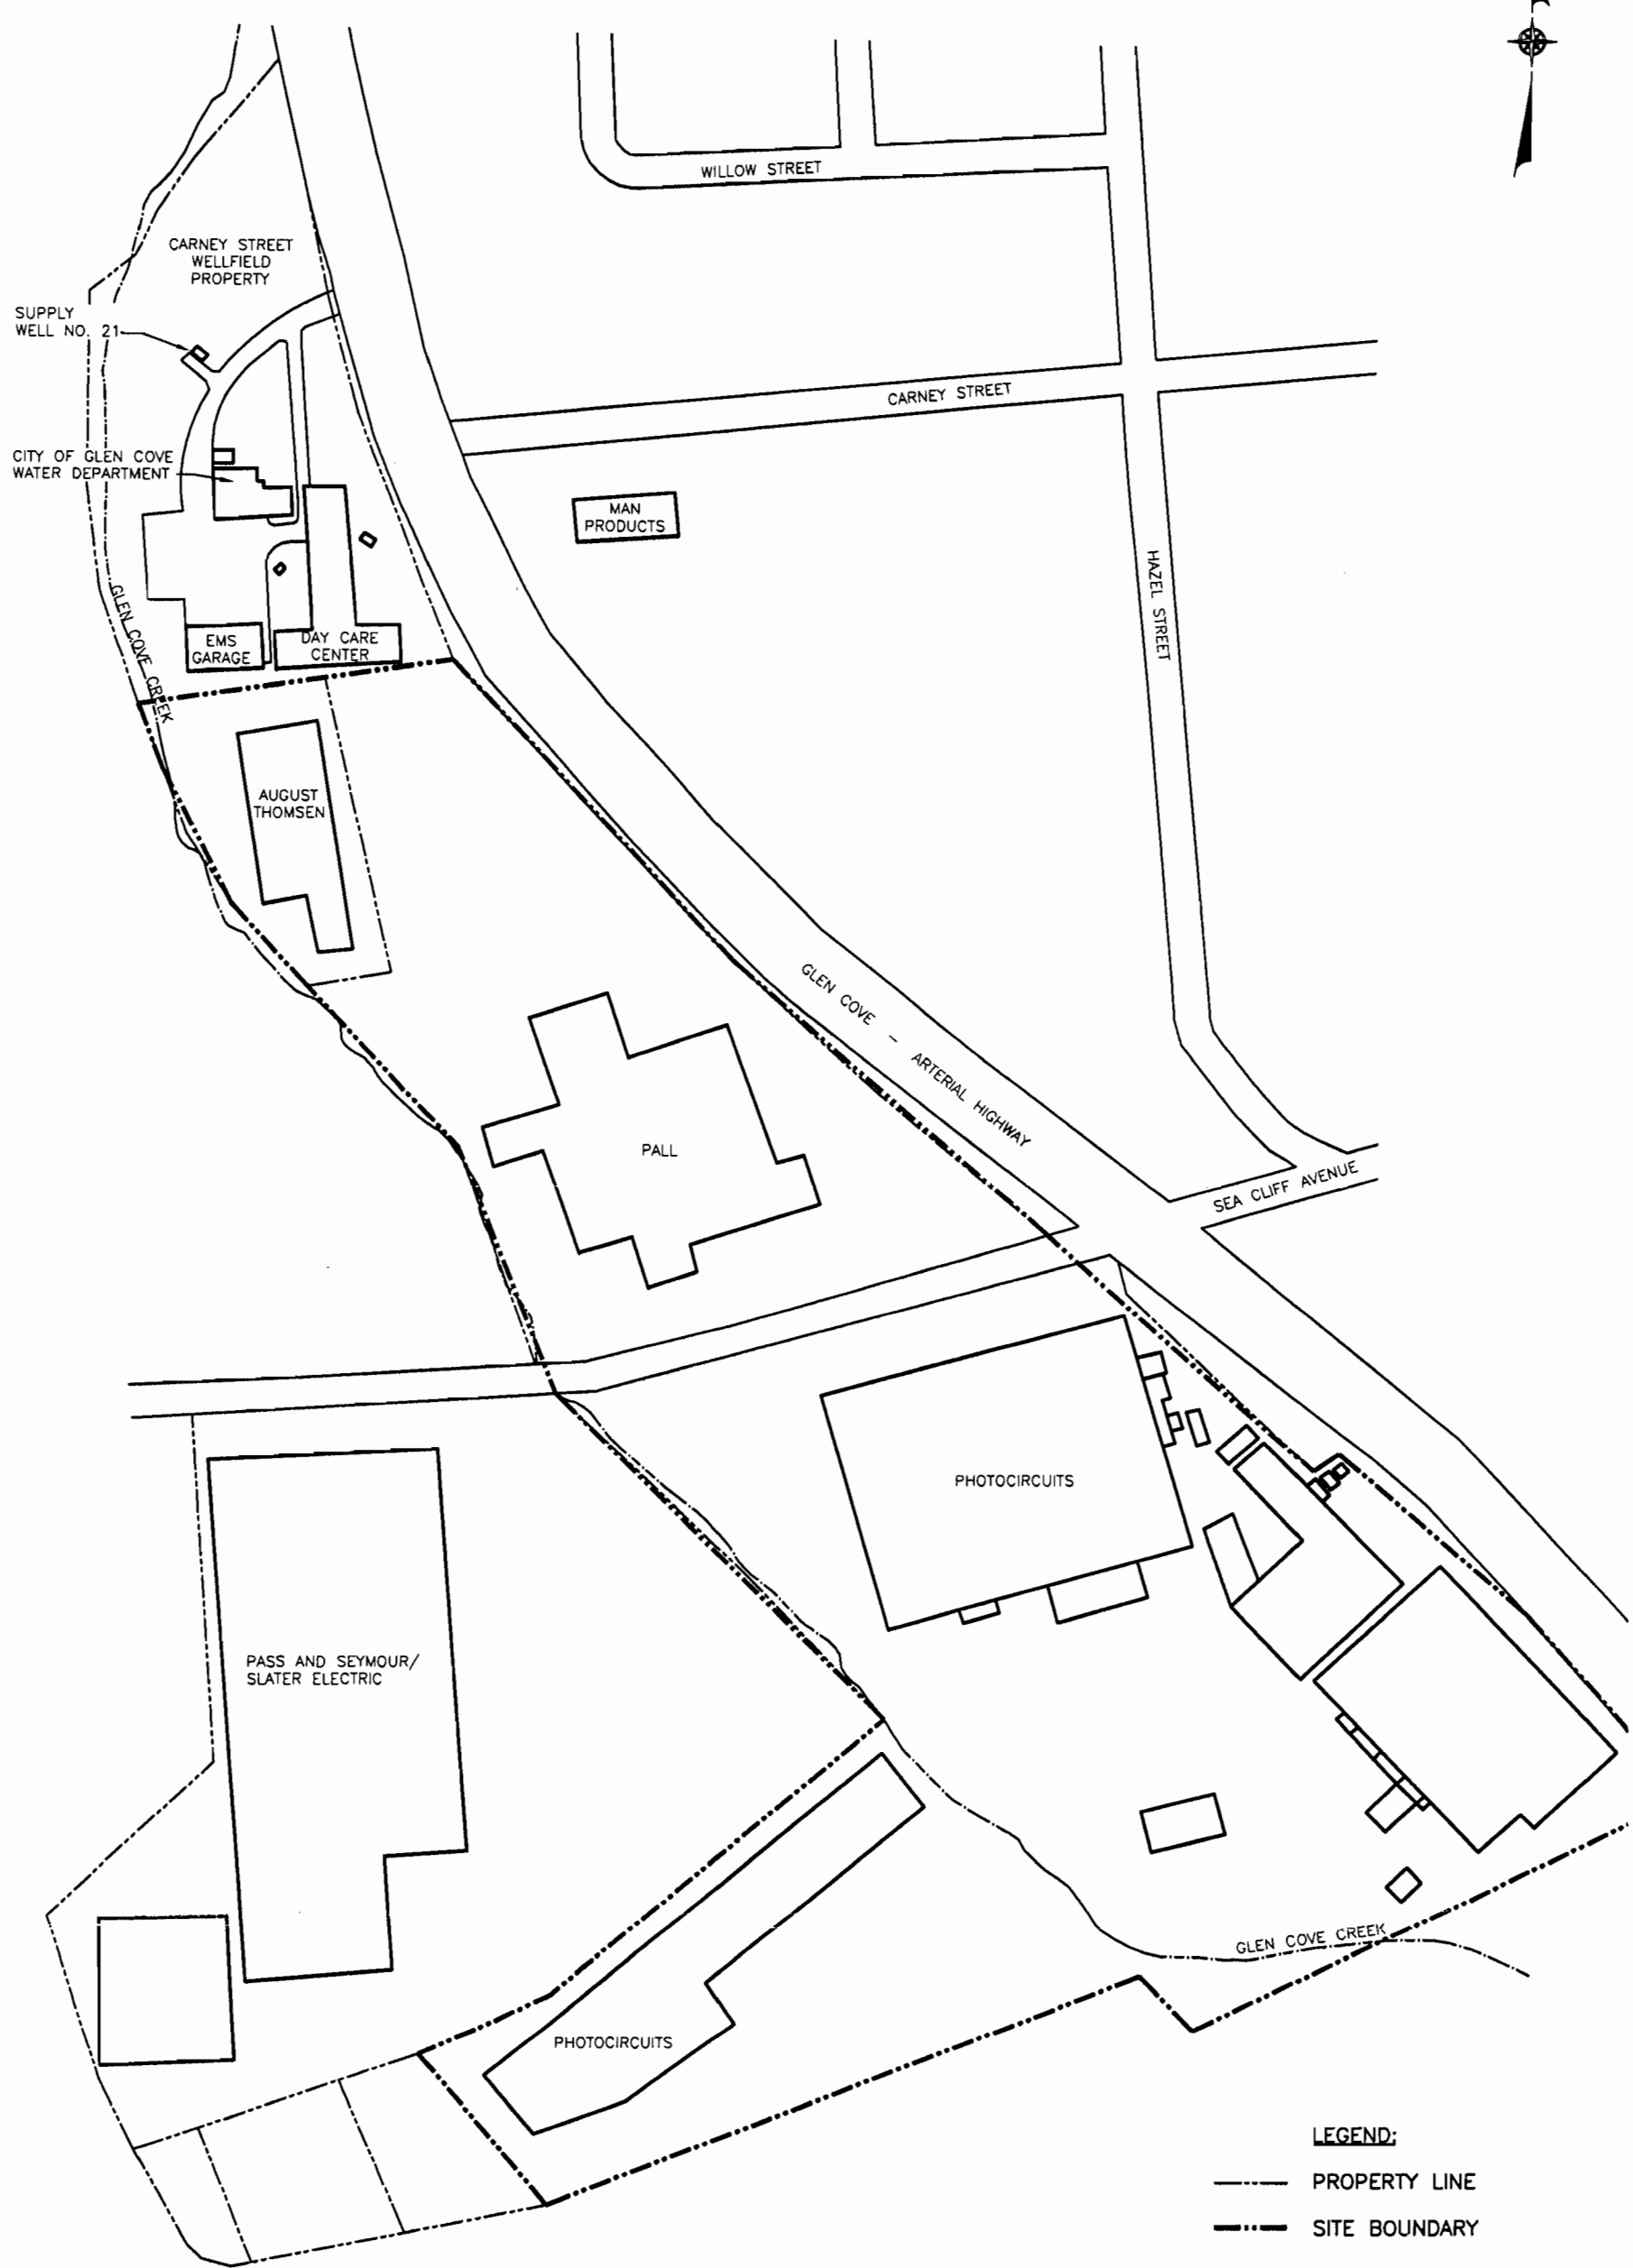 WILLOW STREET
CARNEY STREET
WELLFIELD
PROPERTY
SUPPLY
WELL NO. 21
CARNEY STREET
CITY OF GLEN COVE
WATER DEPARTMENT
MAN
PRODUCTS
HAZEL STREET
GLEN COVE CREEK
EMS
GARAGE
DAY CARE
CENTER
AUGUST
THOMSEN
GLEN COVE – ARTERIAL HIGHWAY
PALL
SEA CLIFF AVENUE
PHOTOCIRCUITS
PASS AND SEYMOUR/
SLATER ELECTRIC
GLEN COVE CREEK
PHOTOCIRCUITS
LEGEND:
PROPERTY LINE
SITE BOUNDARY